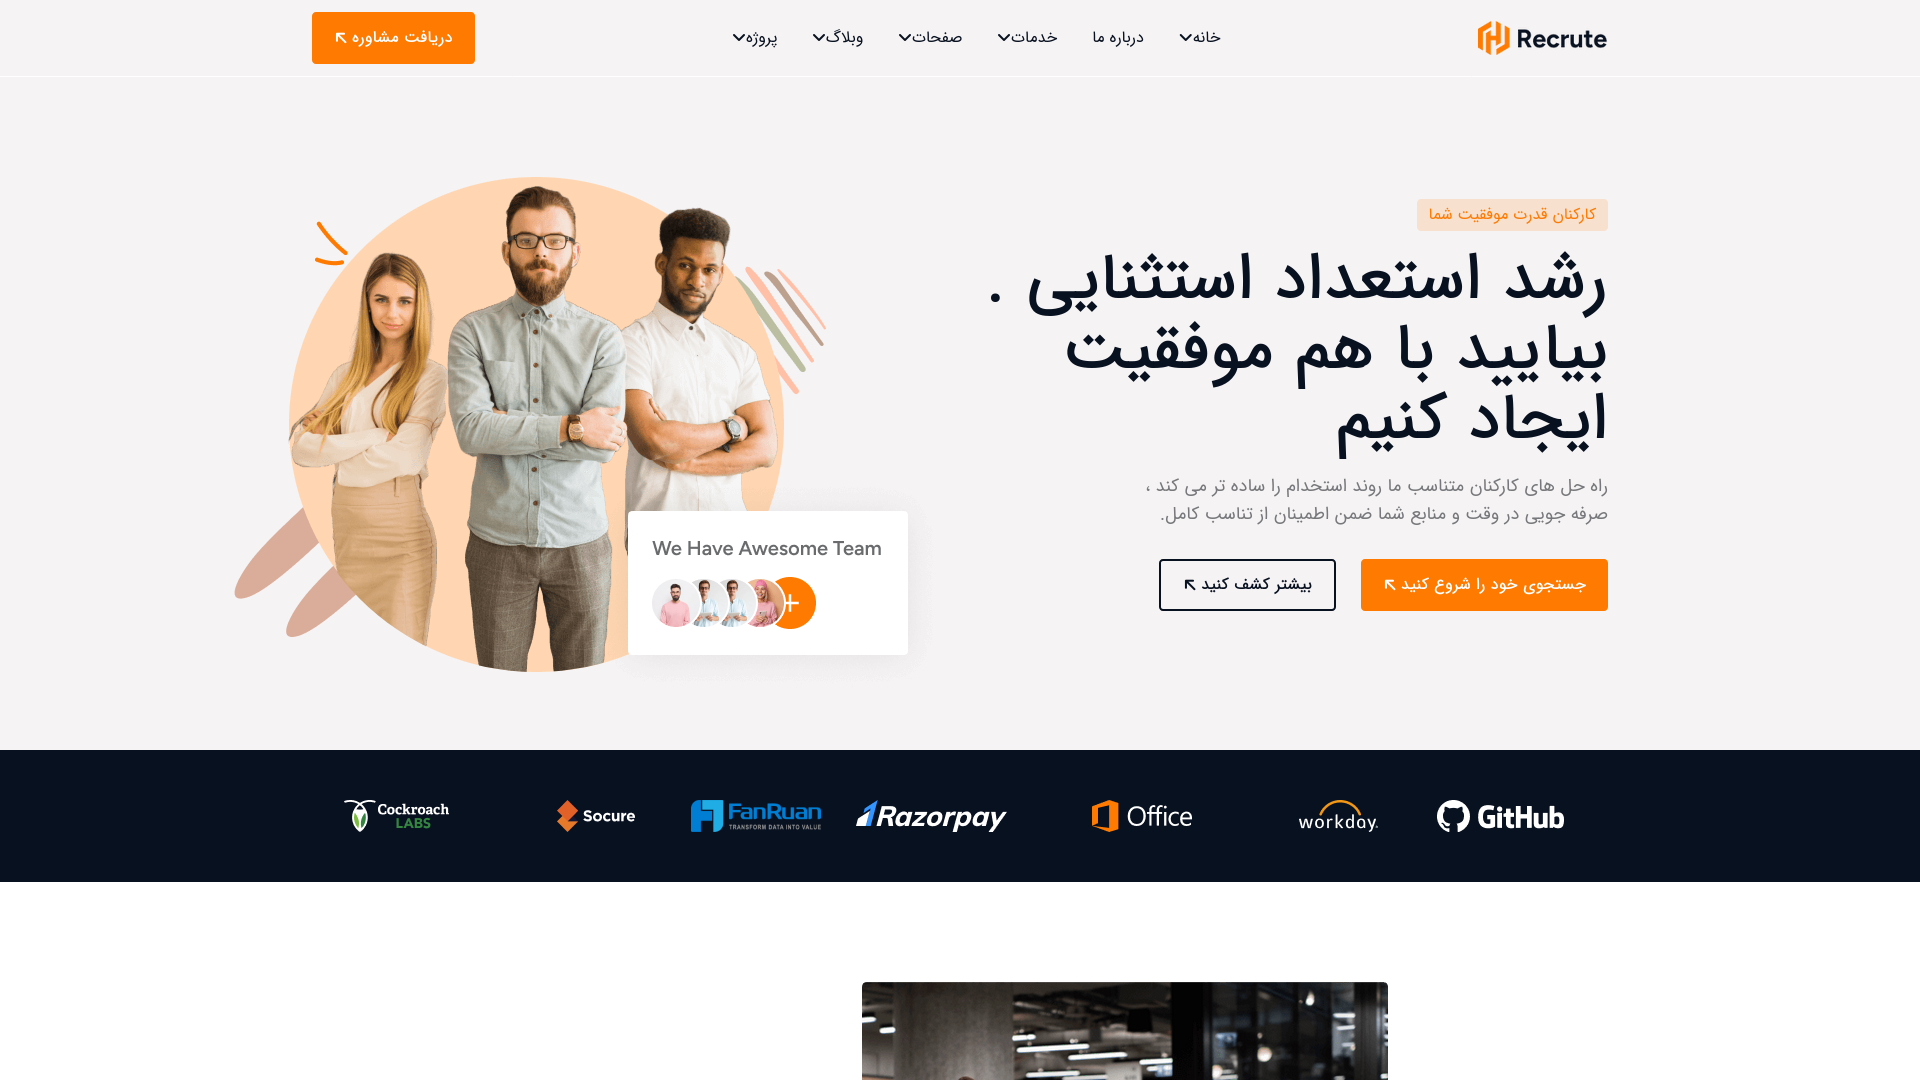 Recrute
خانه
درباره ما
خدمات
صفحات
وبلاگ
پروژه
دریافت مشاوره
کارکنان قدرت موفقیت شما
رشد استعداد استثنایی .
بیایید با هم موفقیت
ایجاد کنیم
راه حل های کارکنان متناسب ما روند استخدام را ساده تر می کند ،
صرفه جویی در وقت و منابع شما ضمن اطمینان از تناسب کامل.
جستجوی خود را شروع کنید
بیشتر کشف کنید
We Have Awesome Team
GitHub
workday.
Office
Razorpay
FanRuan
TRANSFORM DATA INTO VALUE
Socure
Cockroach
LABS